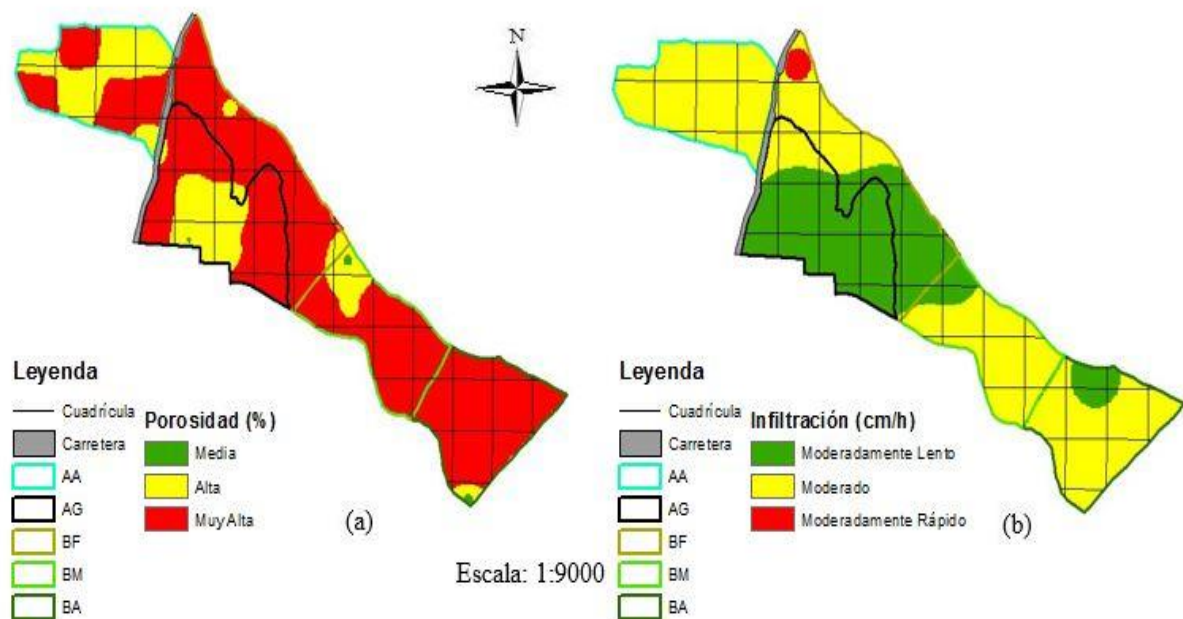 N
Leyenda
Cuadrícula
Carretera
AA
AG
BF
BM
BA
Porosidad (%)
Media
Alta
Muy Alta
(a)
Escala: 1:9000
Leyenda
Cuadrícula
Carretera
AA
AG
BF
BM
BA
Infiltración (cm/h)
Moderadamente Lento
Moderado
Moderadamente Rápido
(b)